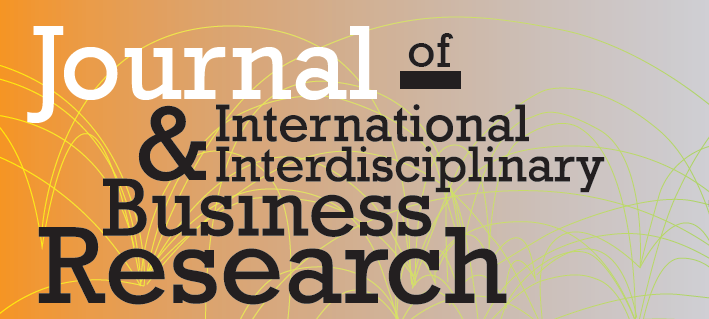 Journal of
& International
Interdisciplinary
Business
Research